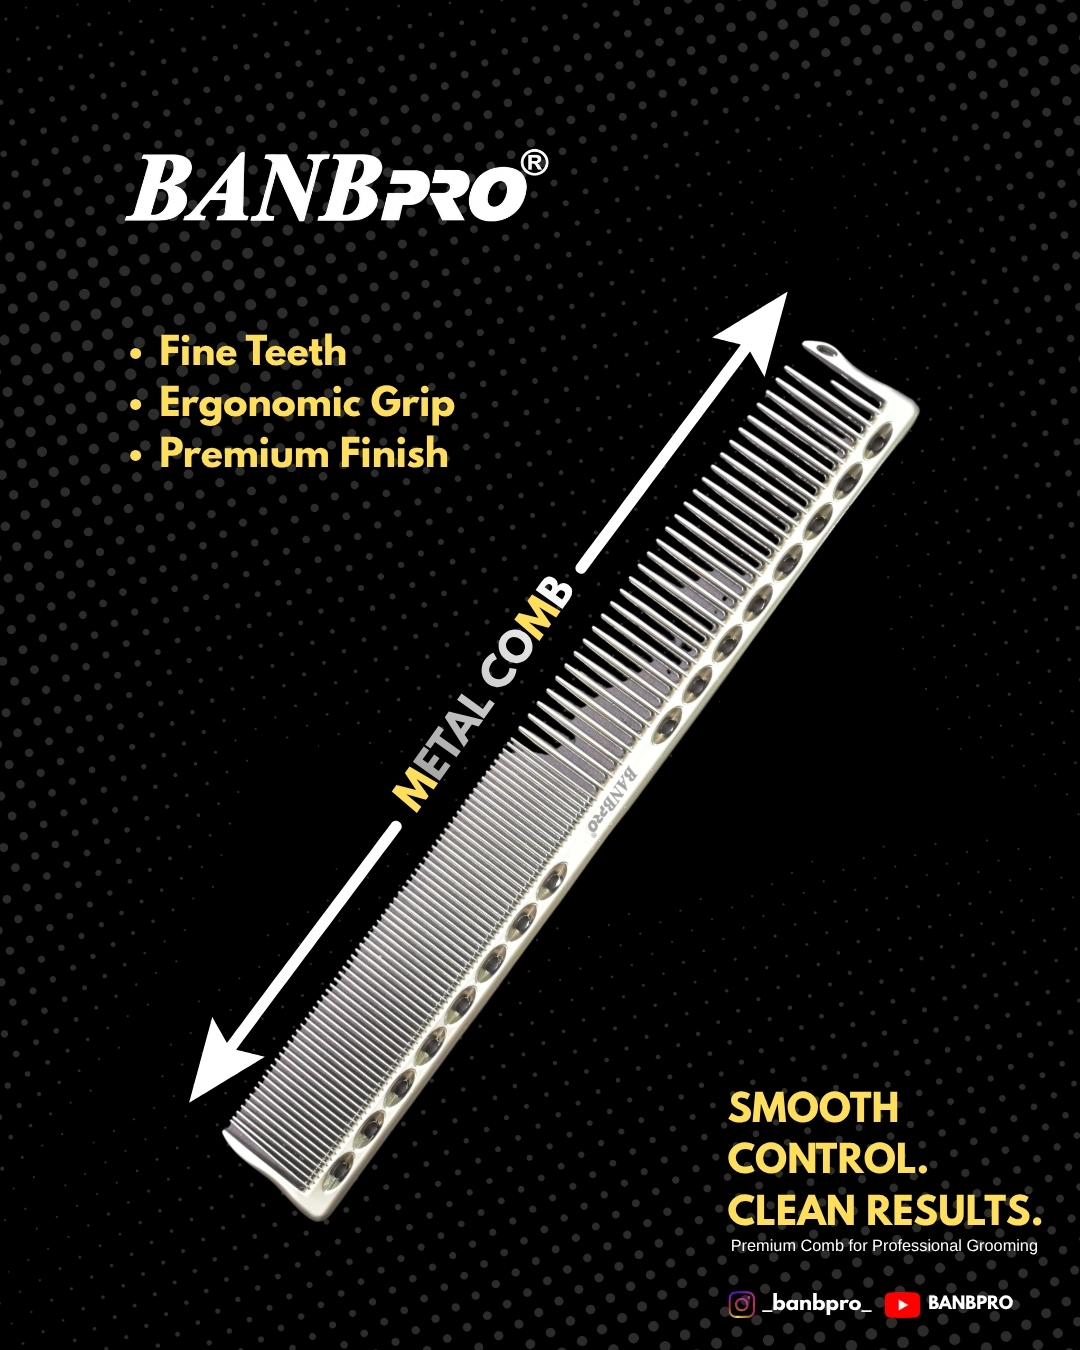 BANBPRO®
• Fine Teeth
• Ergonomic Grip
• Premium Finish
METAL COMB
BANBPRO
SMOOTH
CONTROL.
CLEAN RESULTS.
Premium Comb for Professional Grooming
_banbpro_ BANBPRO